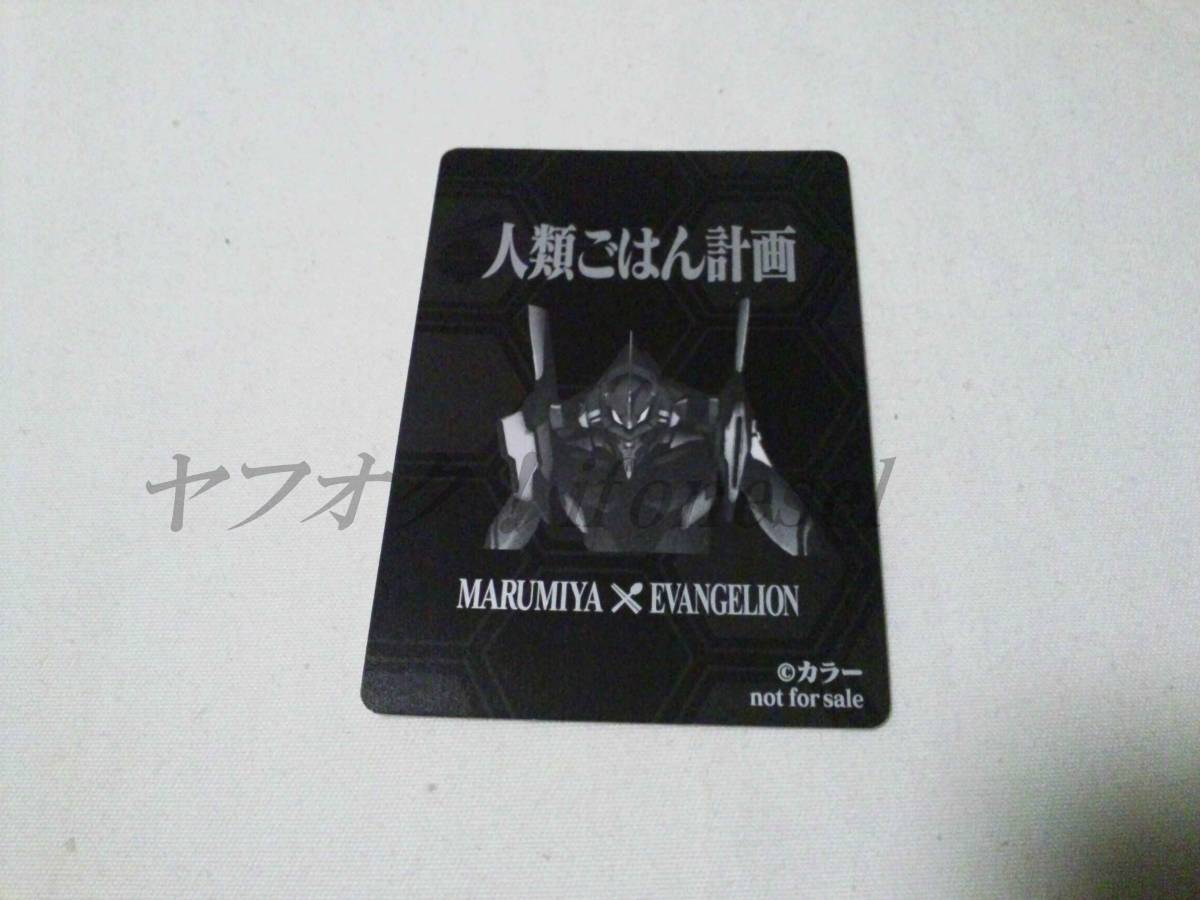 人類ごはん計画
ヤフオク! sifonesel
MARUMIYA × EVANGELION
©カラー
not for sale